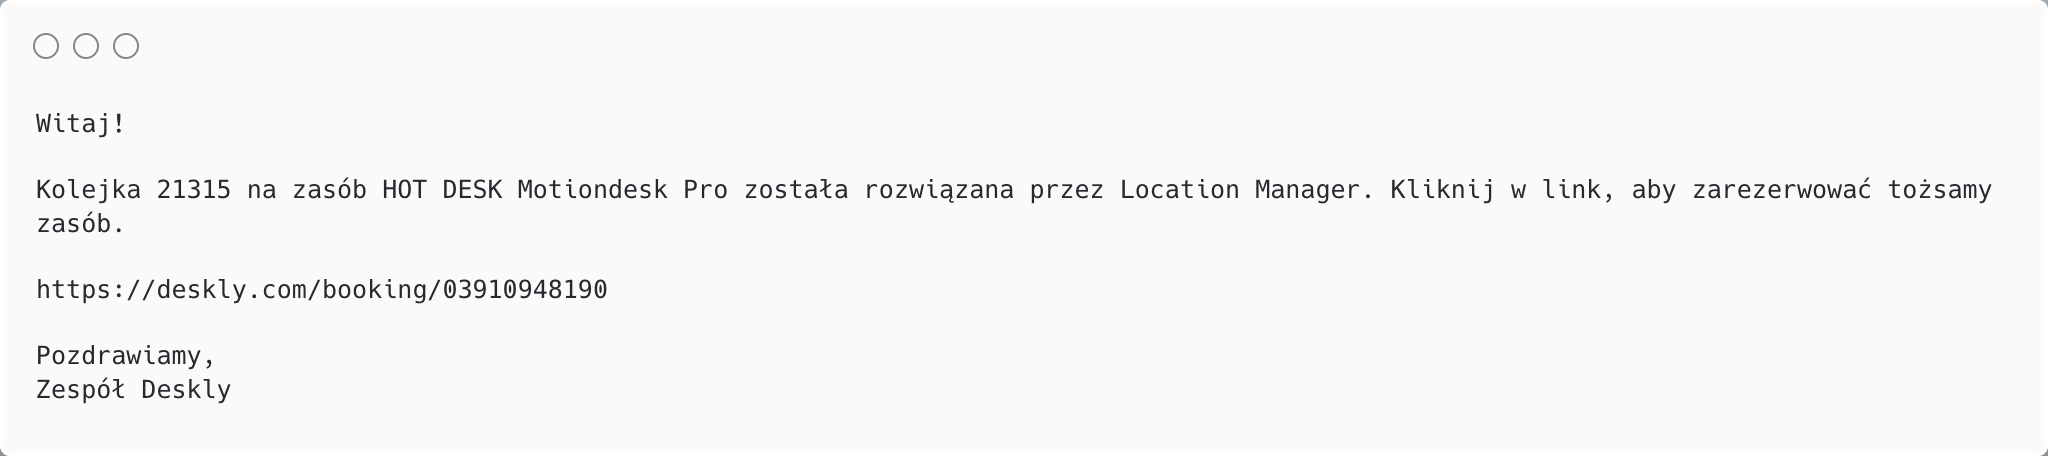 Witaj!
Kolejka 21315 na zasób HOT DESK Motiondesk Pro została rozwiązana przez Location Manager. Kliknij w link, aby zarezerwować tożsamy
zasób.
https://deskly.com/booking/03910948190
Pozdrawiamy,
Zespół Deskly